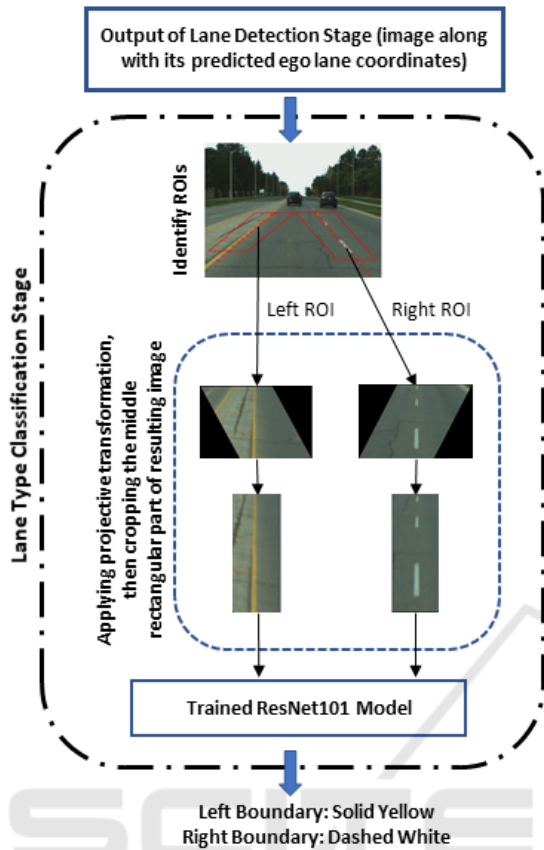 Output of Lane Detection Stage (image along
with its predicted ego lane coordinates)
Lane Type Classification Stage
Identify ROIs
Left ROI
Right ROI
Applying projective transformation,
then cropping the middle
rectangular part of resulting image
Trained ResNet101 Model
Left Boundary: Solid Yellow
Right Boundary: Dashed White